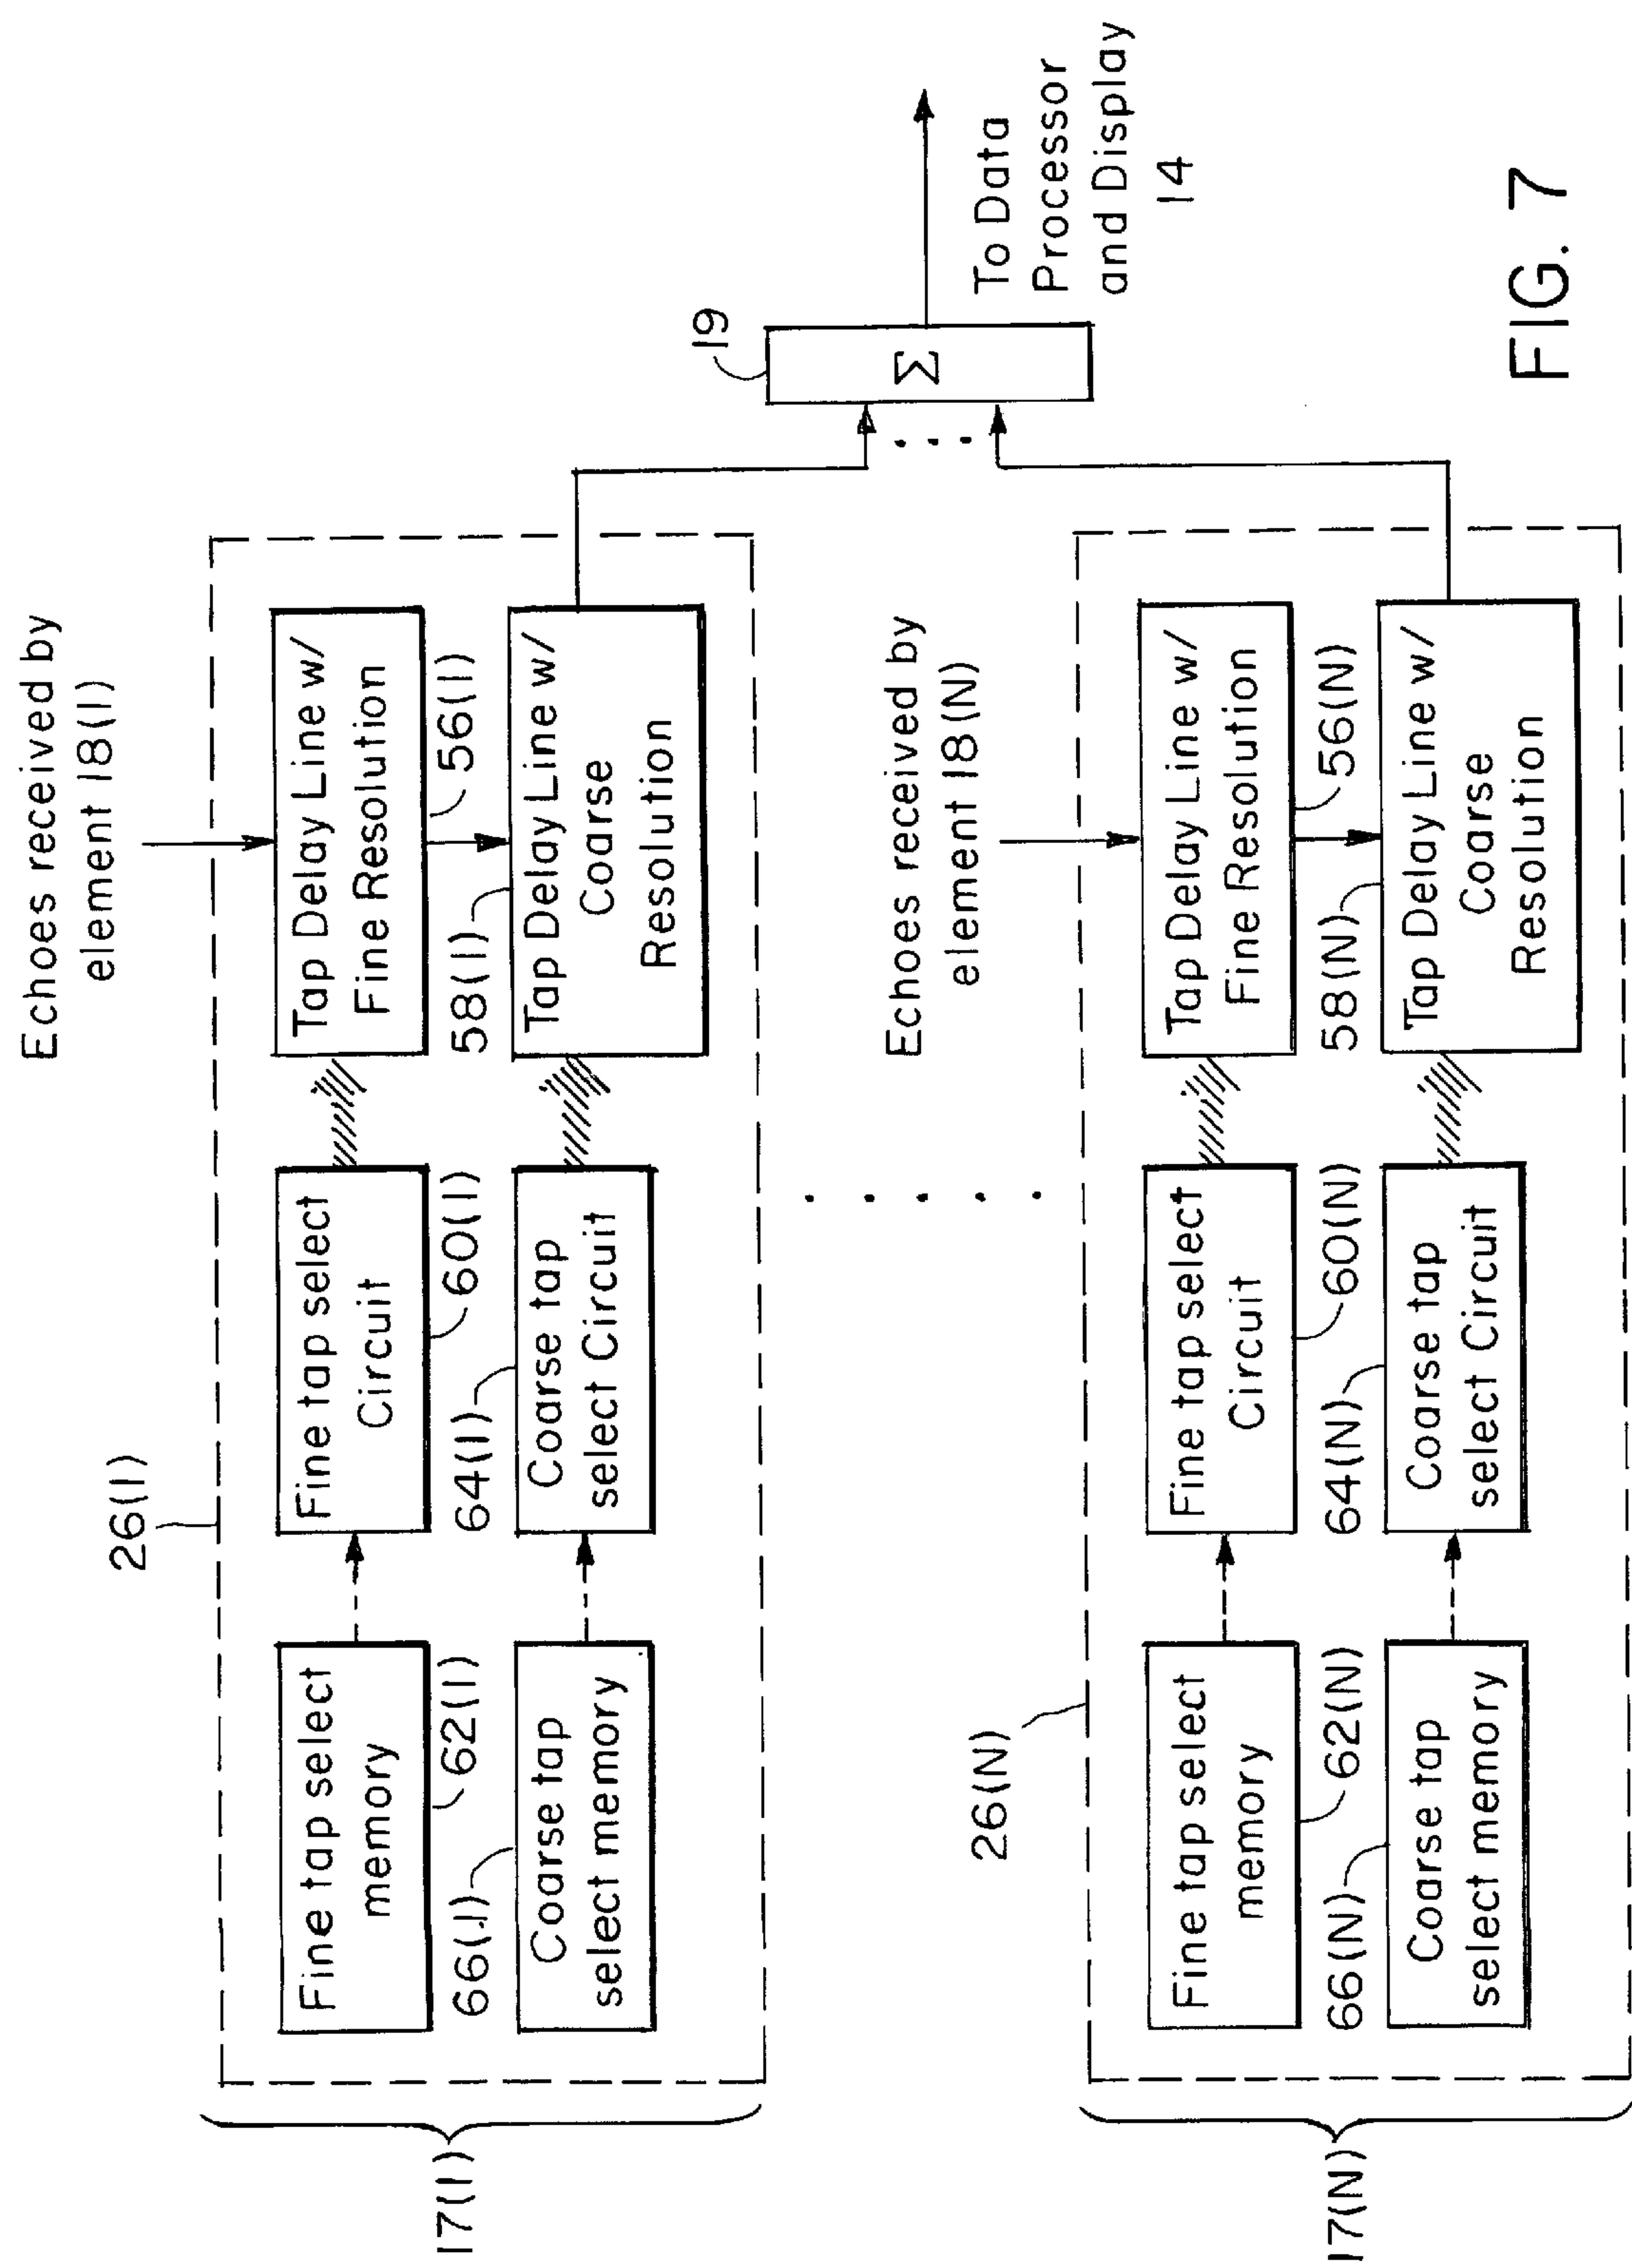 Echoes received by
element 18(1)
26(1)
Fine tap select
memory
62(1)
Fine tap select
Circuit
60(1)
Tap Delay Line w/
Fine Resolution
56(1)
66(1)
Coarse tap
select memory
64(1)
Coarse tap
select Circuit
58(1)
Tap Delay Line w/
Coarse
Resolution
17(1)
19
Σ
To Data
Processor
and Display
14
Echoes received by
element 18(N)
26(N)
Fine tap select
memory
62(N)
Fine tap select
Circuit
60(N)
Tap Delay Line w/
Fine Resolution
56(N)
66(N)
Coarse tap
select memory
64(N)
Coarse tap
select Circuit
58(N)
Tap Delay Line w/
Coarse
Resolution
17(N)
FIG. 7